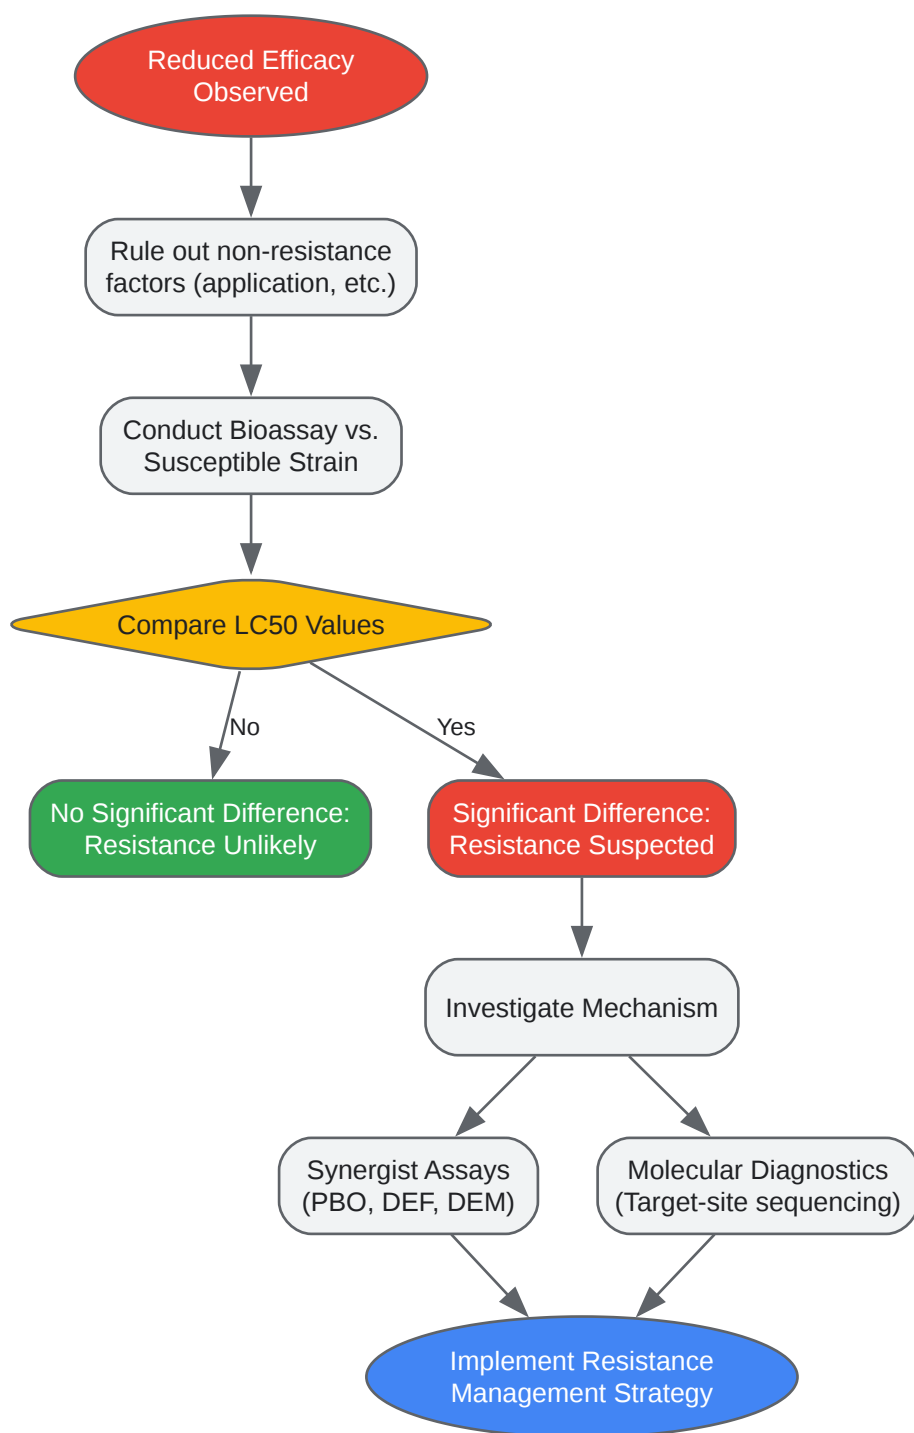 Reduced Efficacy
Observed
Rule out non-resistance
factors (application, etc.)
Conduct Bioassay vs.
Susceptible Strain
Compare LC50 Values
No
Yes
No Significant Difference:
Resistance Unlikely
Significant Difference:
Resistance Suspected
Investigate Mechanism
Synergist Assays
(PBO, DEF, DEM)
Molecular Diagnostics
(Target-site sequencing)
Implement Resistance
Management Strategy